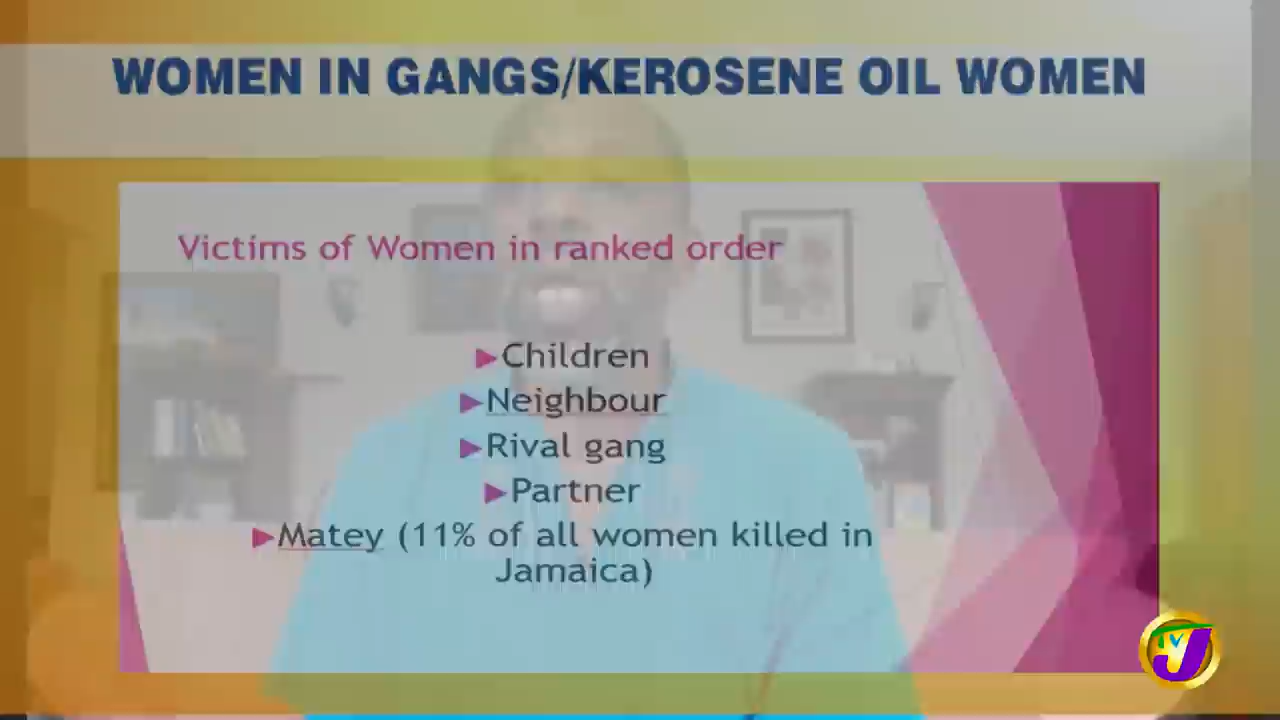 WOMEN IN GANGS/KEROSENE OIL WOMEN
Victims of Women in ranked order
Children
Neighbour
Rival gang
Partner
Matey (11% of all women killed in
Jamaica)
TVJ